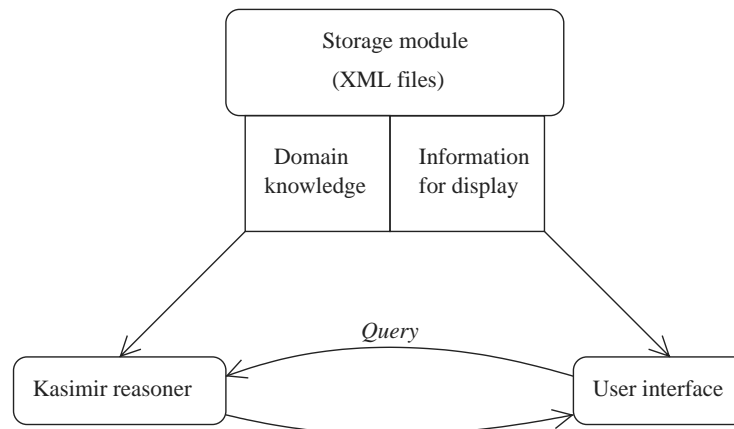 Storage module
(XML files)
Domain
knowledge
Information
for display
Query
Kasimir reasoner
User interface